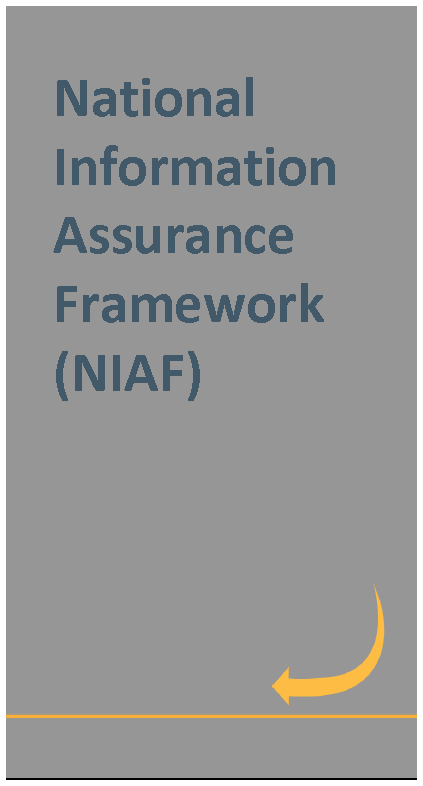 National
Information
Assurance
Framework
(NIAF)